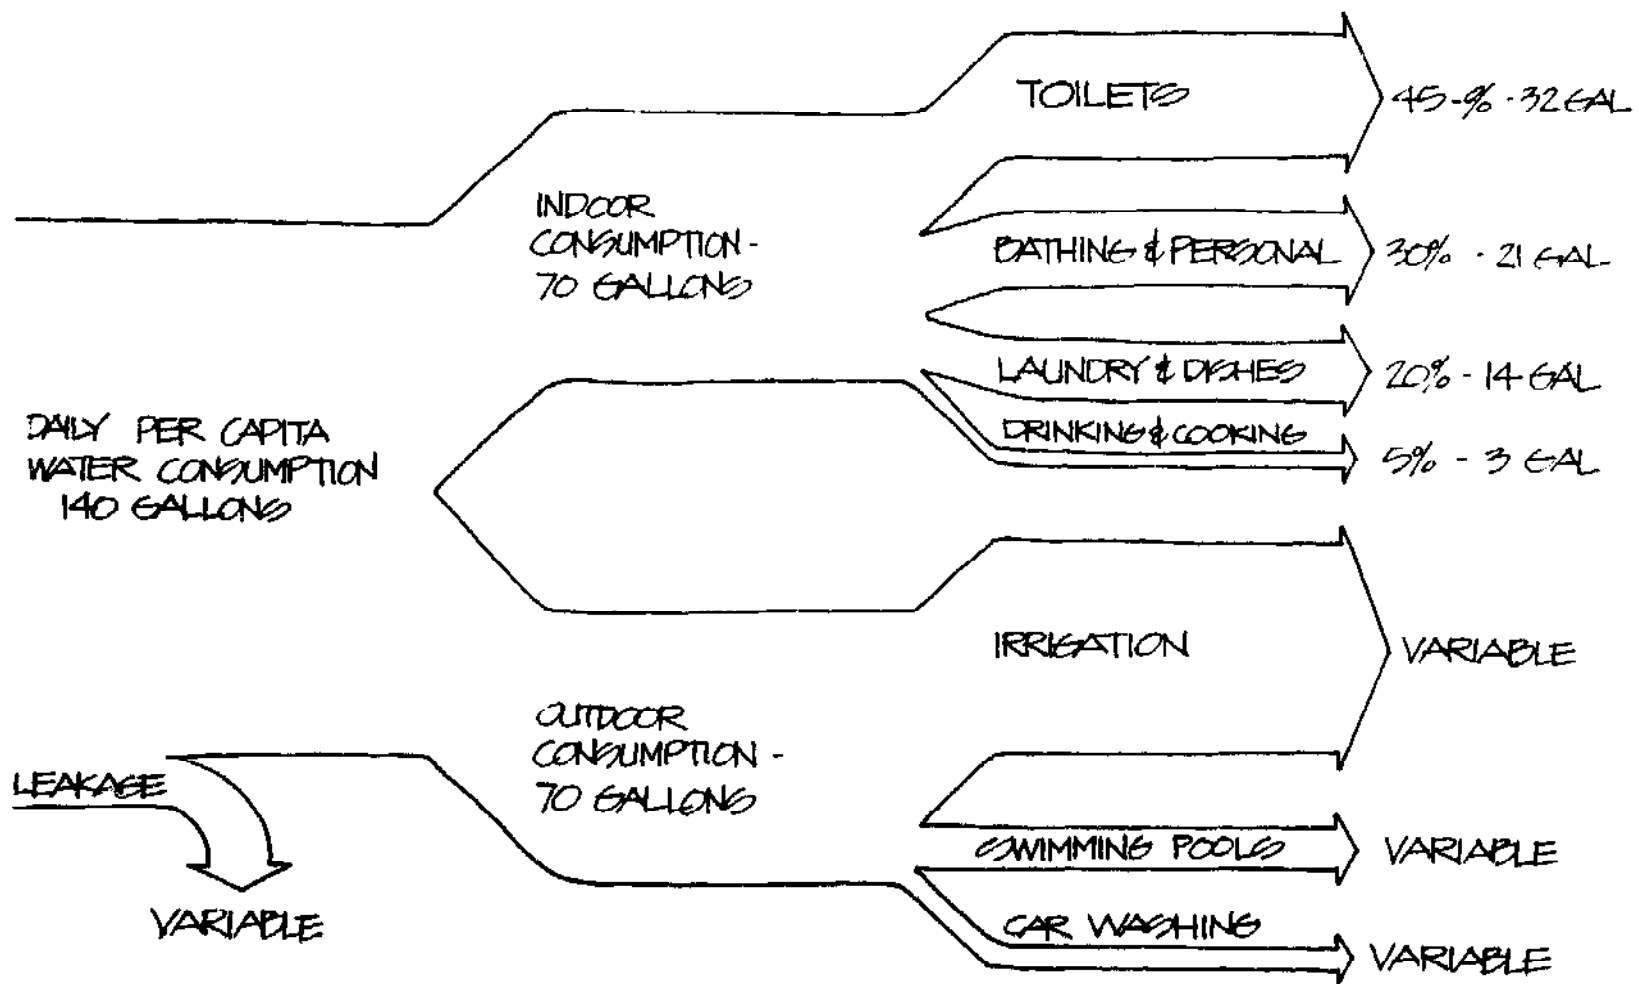 TOILETS
45-% - 32 GAL
INDOOR
CONSUMPTION -
70 GALLONS
BATHING & PERSONAL
30% - 21 GAL
LAUNDRY & DISHES
20% - 14 GAL
DRINKING & COOKING
5% - 3 GAL
DAILY PER CAPITA
WATER CONSUMPTION
140 GALLONS
IRRIGATION
VARIABLE
OUTDOOR
CONSUMPTION -
70 GALLONS
LEAKAGE
VARIABLE
SWIMMING POOLS
VARIABLE
CAR WASHING
VARIABLE